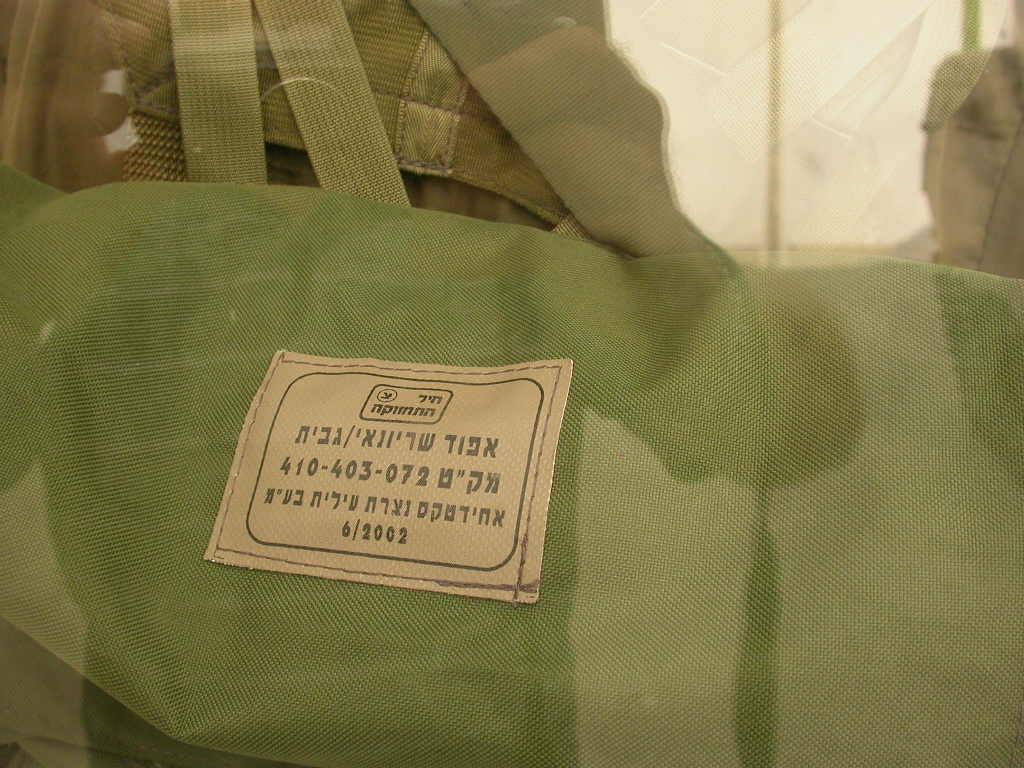 צ חיל
התחזוקה
אפוד שריונאי/גבית
מק"ט 410-403-072
אחידטקס נצרת עילית בע"מ
6/2002